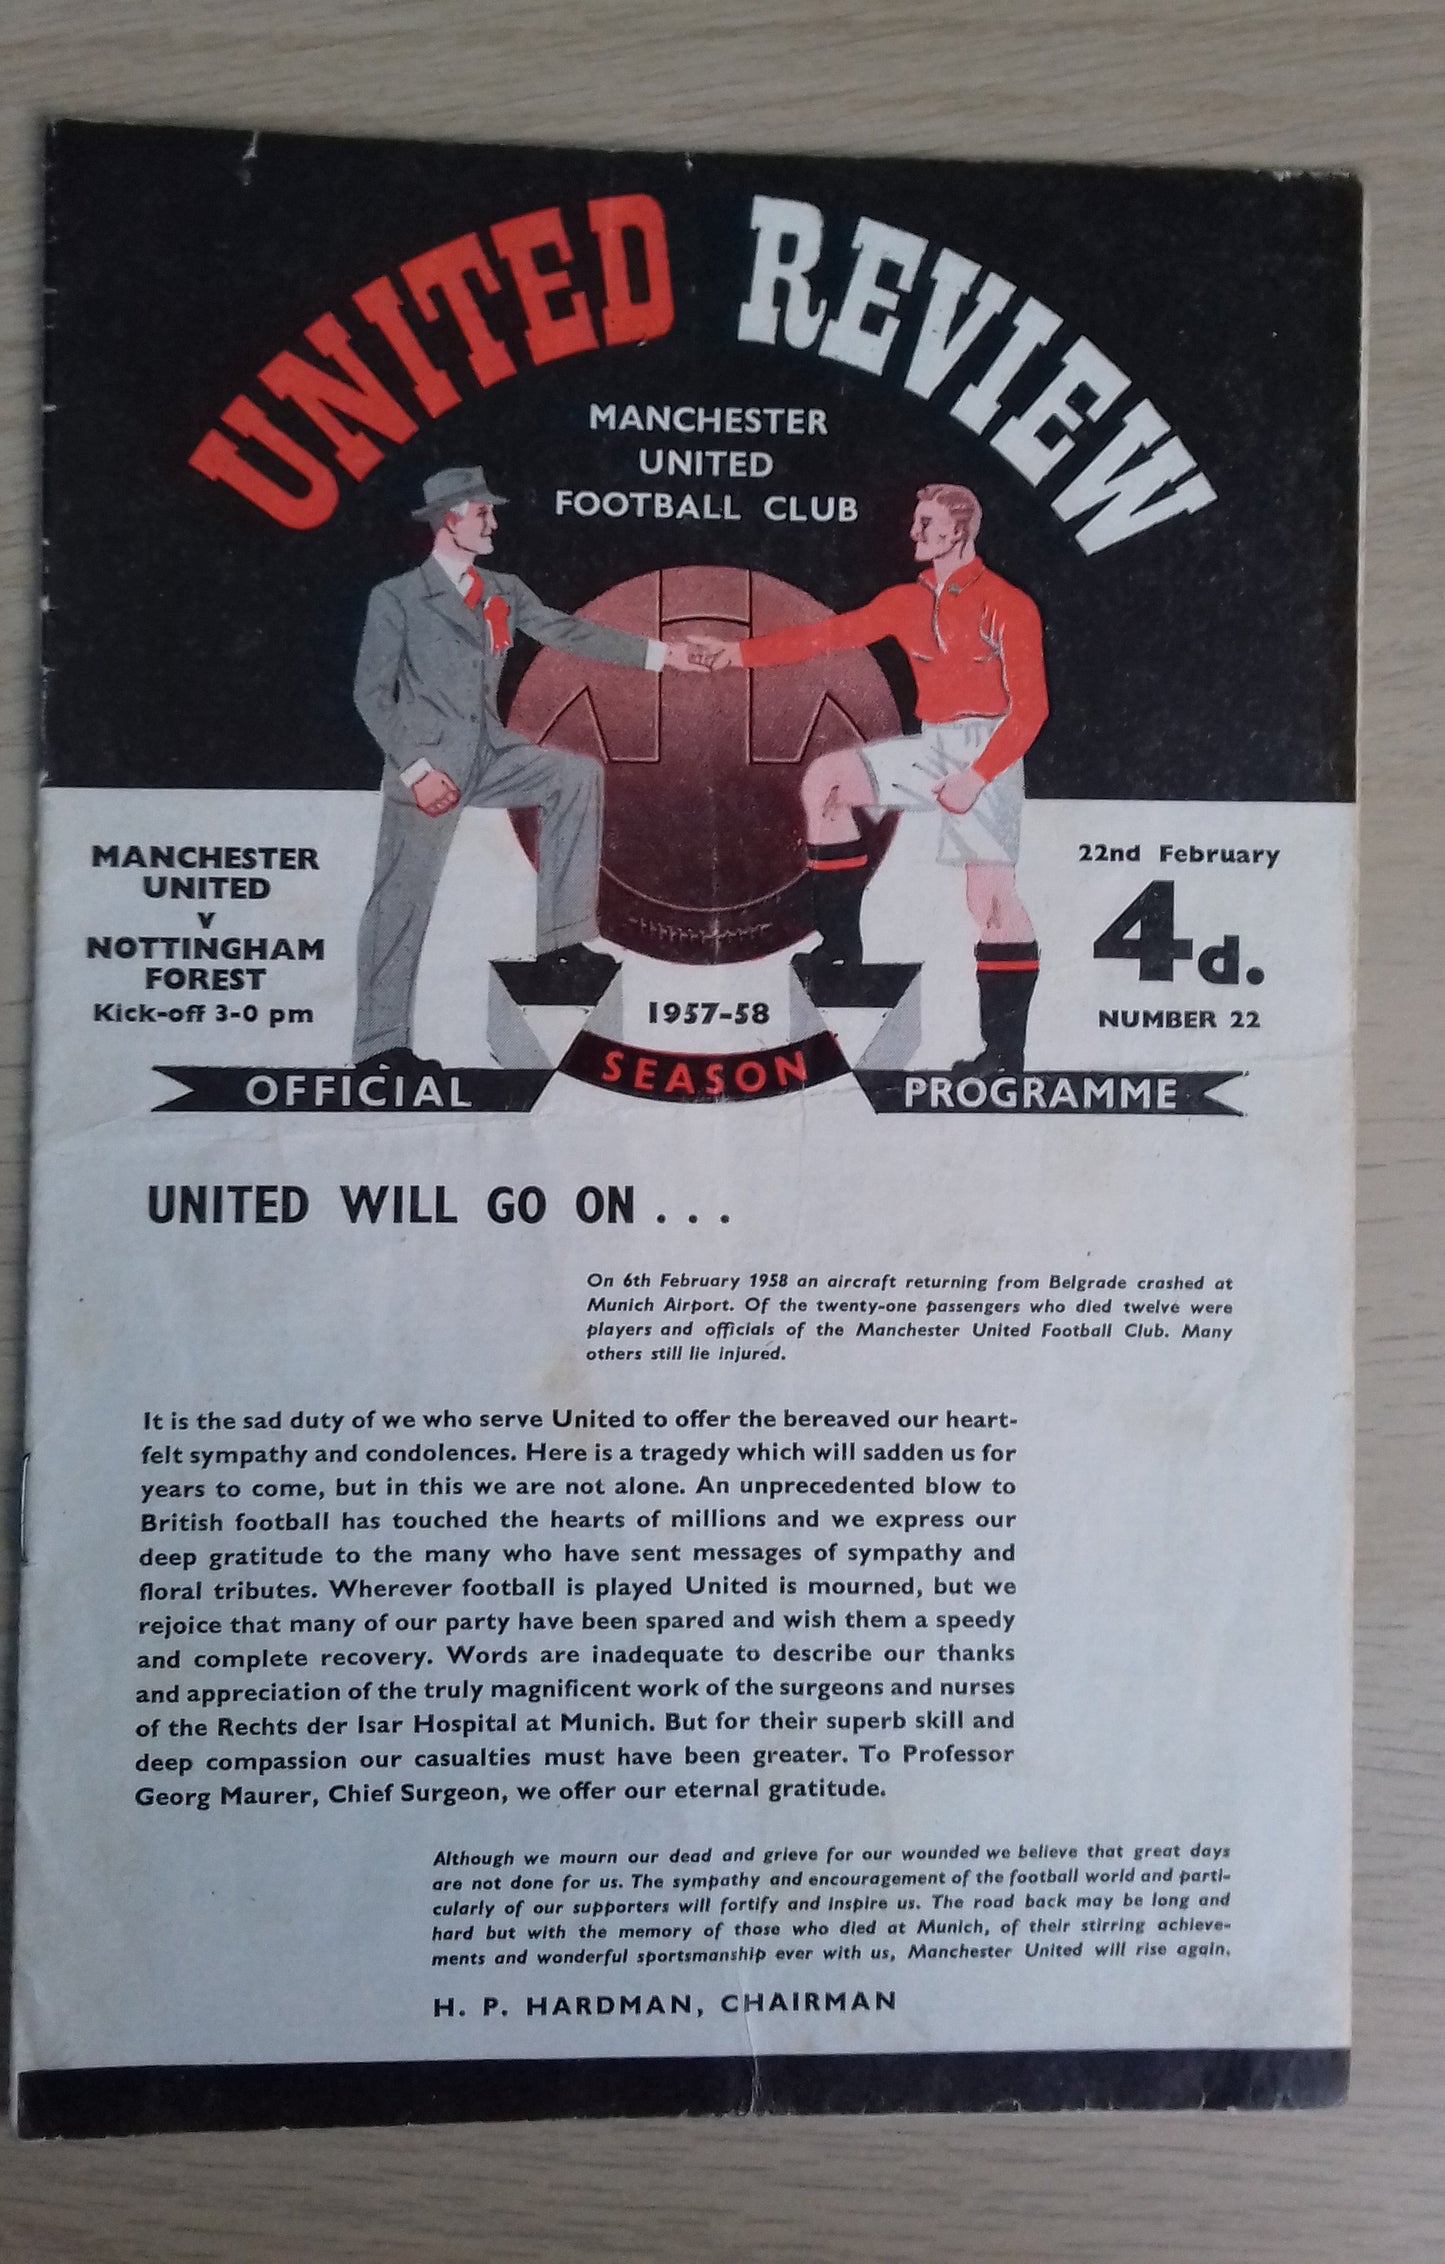 UNITED REVIEW
MANCHESTER
UNITED
FOOTBALL CLUB
MANCHESTER
UNITED
v
NOTTINGHAM
FOREST
Kick-off 3-0 pm
22nd February
4d.
NUMBER 22
1957-58
OFFICIAL SEASON PROGRAMME
UNITED WILL GO ON . . .
On 6th February 1958 an aircraft returning from Belgrade crashed at
Munich Airport. Of the twenty-one passengers who died twelve were
players and officials of the Manchester United Football Club. Many
others still lie injured.
It is the sad duty of we who serve United to offer the bereaved our heart-
felt sympathy and condolences. Here is a tragedy which will sadden us for
years to come, but in this we are not alone. An unprecedented blow to
British football has touched the hearts of millions and we express our
deep gratitude to the many who have sent messages of sympathy and
floral tributes. Wherever football is played United is mourned, but we
rejoice that many of our party have been spared and wish them a speedy
and complete recovery. Words are inadequate to describe our thanks
and appreciation of the truly magnificent work of the surgeons and nurses
of the Rechts der Isar Hospital at Munich. But for their superb skill and
deep compassion our casualties must have been greater. To Professor
Georg Maurer, Chief Surgeon, we offer our eternal gratitude.
Although we mourn our dead and grieve for our wounded we believe that great days
are not done for us. The sympathy and encouragement of the football world and parti-
cularly of our supporters will fortify and inspire us. The road back may be long and
hard but with the memory of those who died at Munich, of their stirring achieve-
ments and wonderful sportsmanship ever with us, Manchester United will rise again.
H. P. HARDMAN, CHAIRMAN